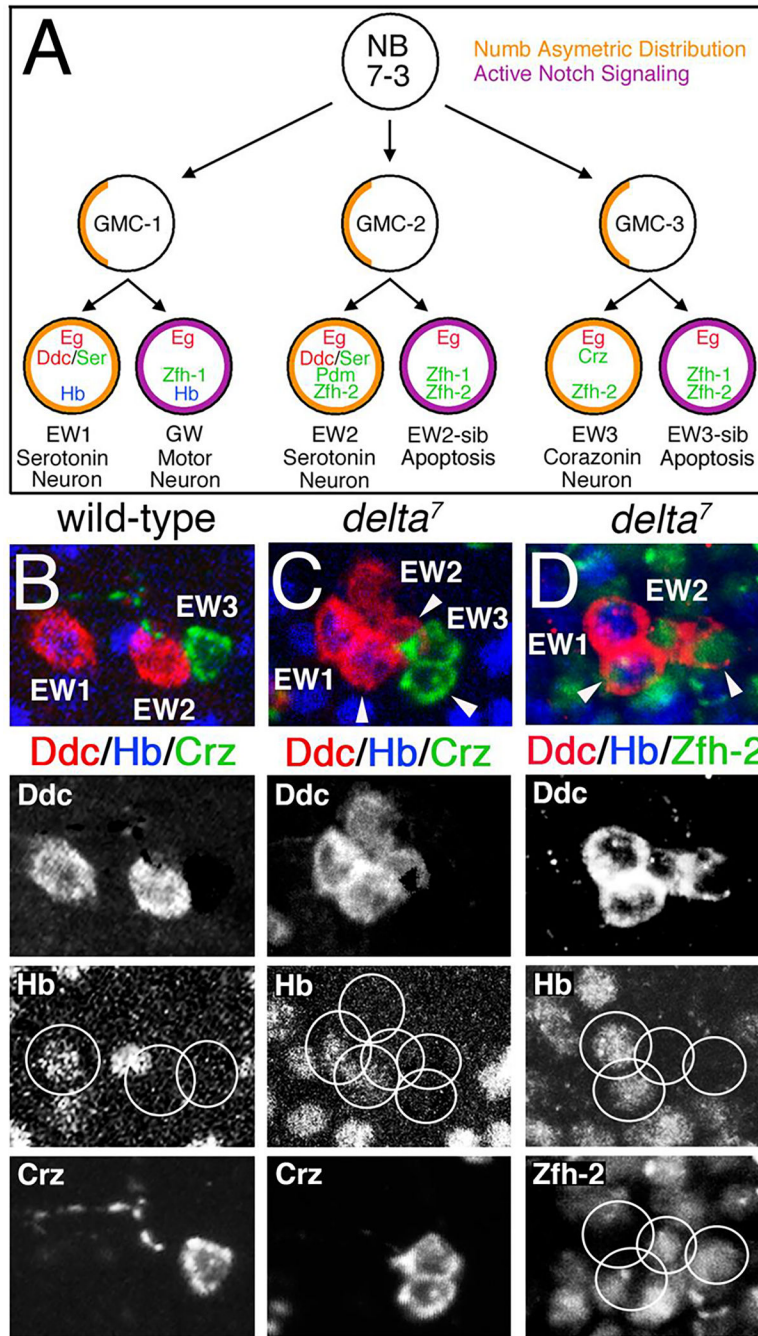 A
NB
7-3
Numb Asymetric Distribution
Active Notch Signaling
GMC-1
GMC-2
GMC-3
Eg
Ddc/Ser
Hb
Eg
Zfh-1
Hb
Eg
Ddc/Ser
Pdm
Zfh-2
Eg
Zfh-1
Zfh-2
Eg
Crz
Zfh-2
Eg
Zfh-1
Zfh-2
EW1
Serotonin
Neuron
GW
Motor
Neuron
EW2
Serotonin
Neuron
EW2-sib
Apoptosis
EW3
Corazonin
Neuron
EW3-sib
Apoptosis
wild-type
delta⁷
delta⁷
B
EW3
EW1
EW2
C
EW2
EW3
EW1
D
EW2
EW1
Ddc/Hb/Crz
Ddc/Hb/Crz
Ddc/Hb/Zfh-2
Ddc
Ddc
Ddc
Hb
Hb
Hb
Crz
Crz
Zfh-2